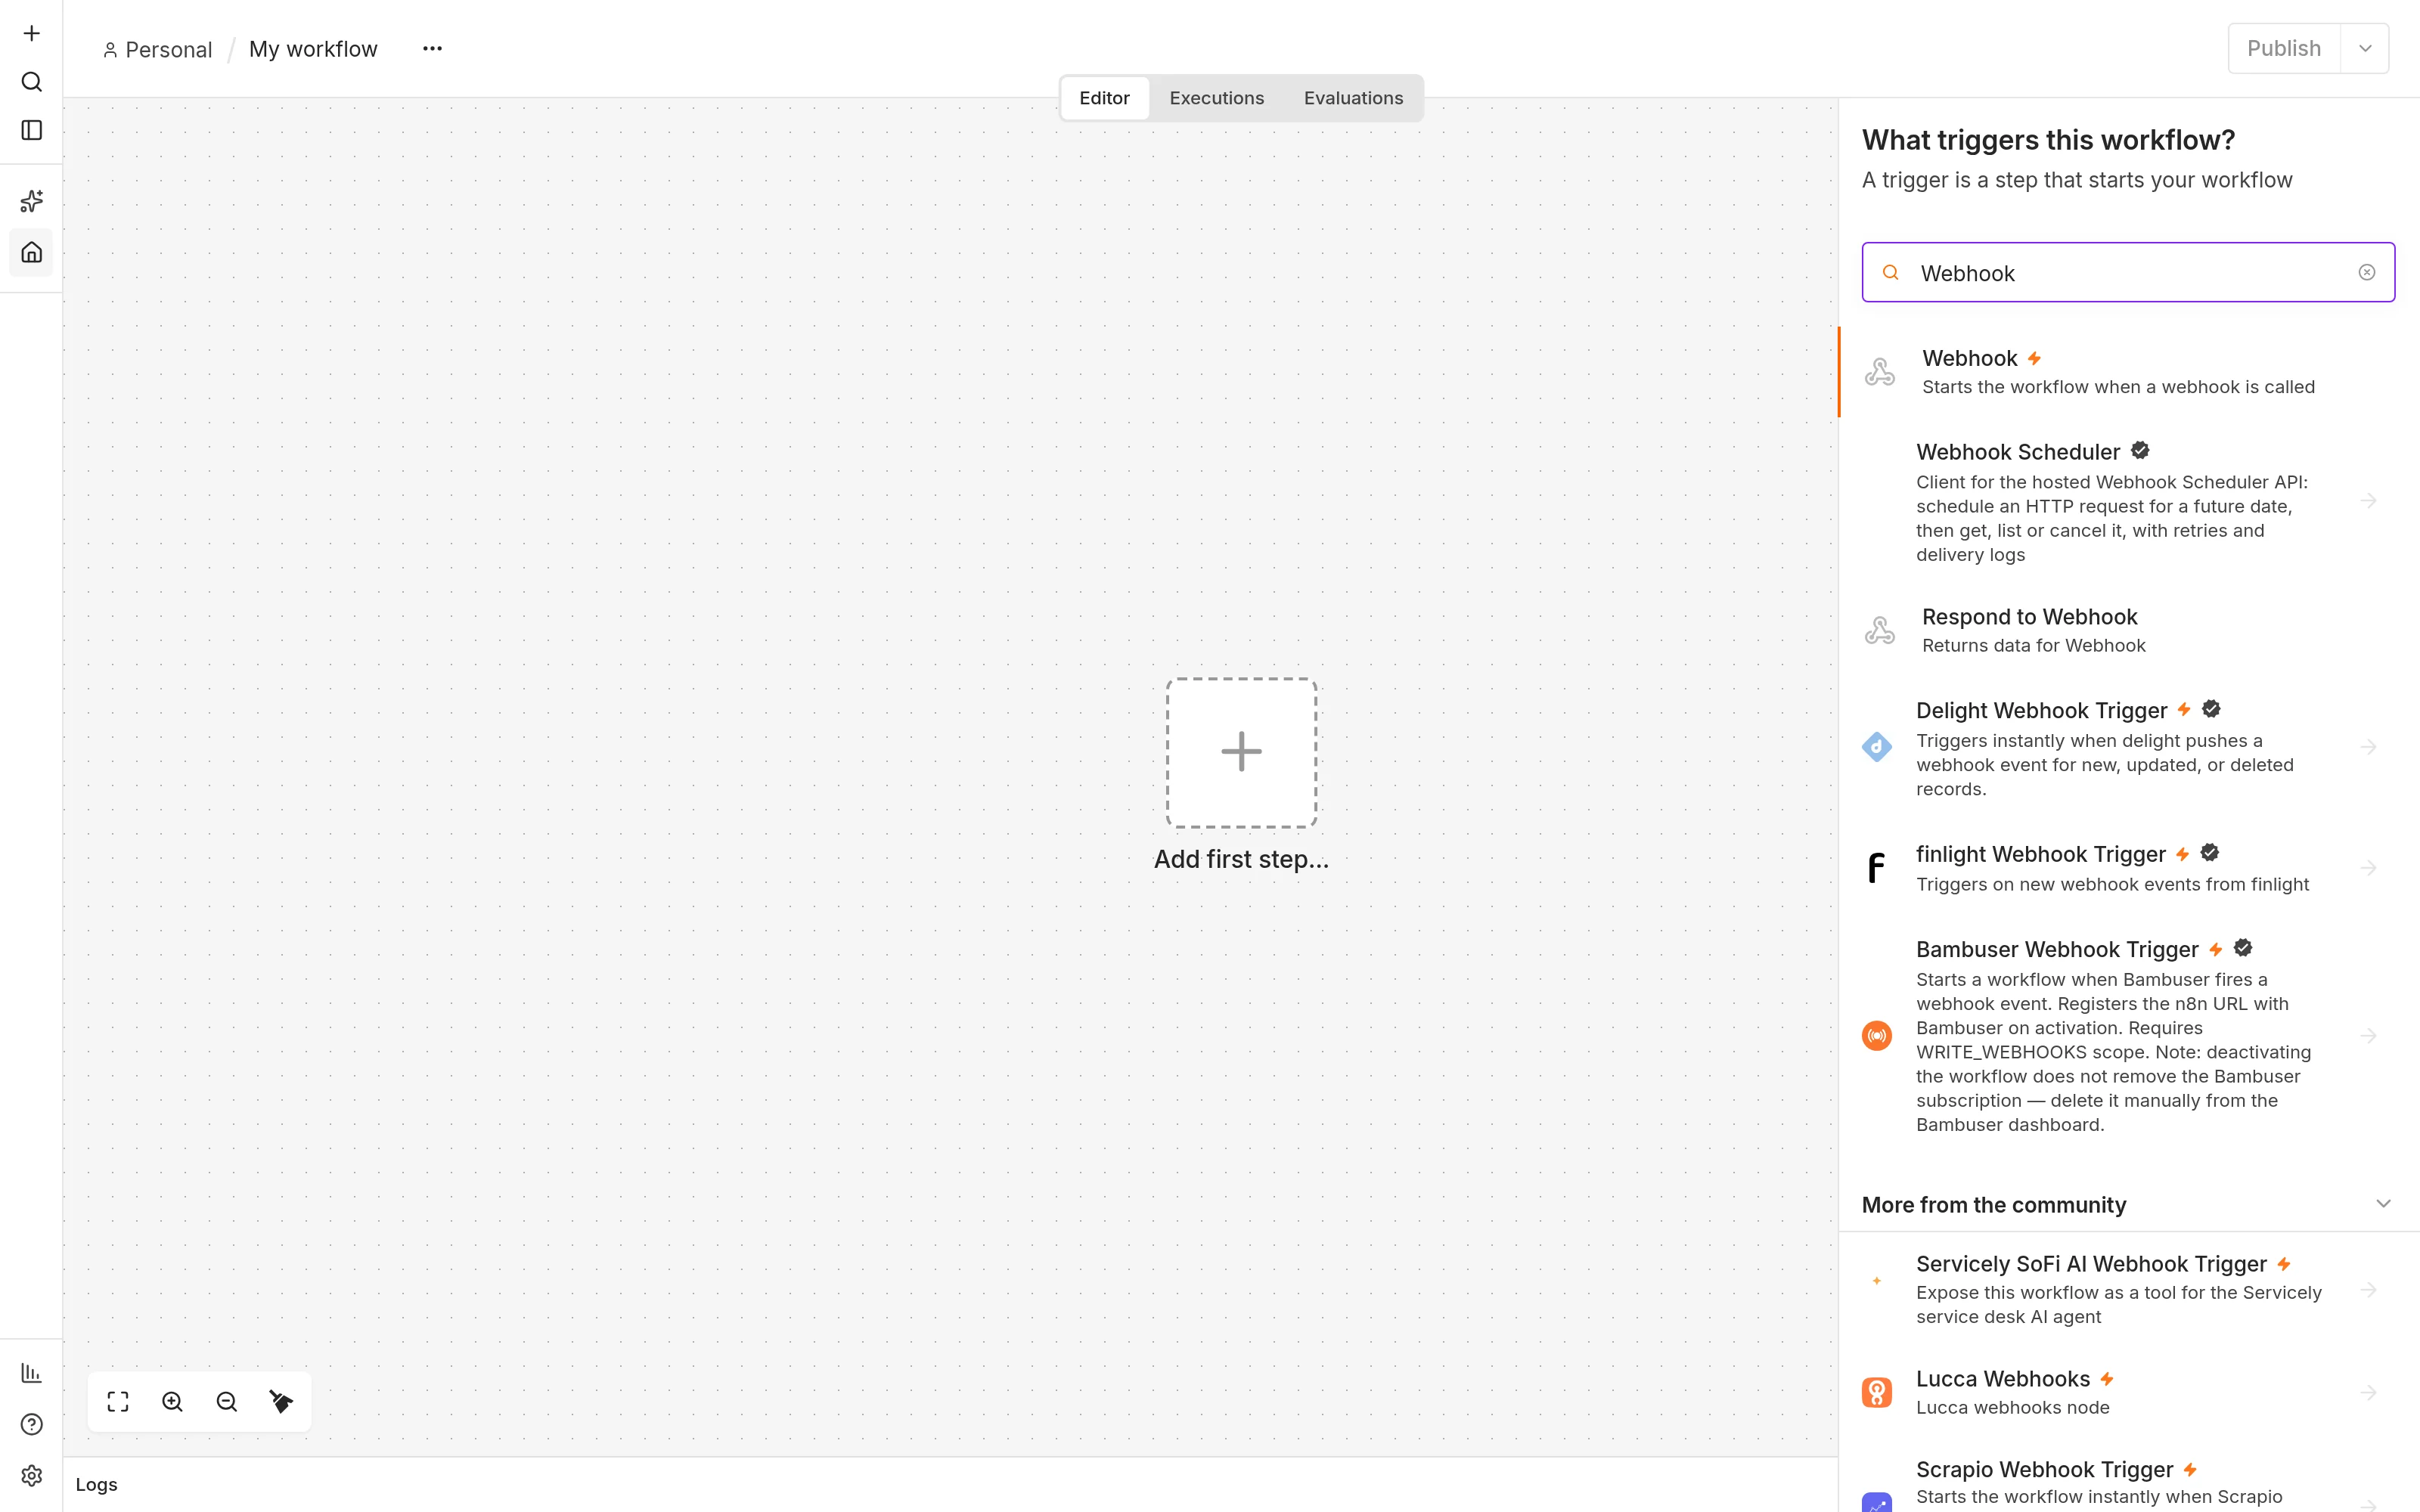 Personal / My workflow
Publish
Editor
Executions
Evaluations
What triggers this workflow?
A trigger is a step that starts your workflow
Webhook
Webhook
Starts the workflow when a webhook is called
Webhook Scheduler
Client for the hosted Webhook Scheduler API:
schedule an HTTP request for a future date,
then get, list or cancel it, with retries and
delivery logs
Respond to Webhook
Returns data for Webhook
Delight Webhook Trigger
Triggers instantly when delight pushes a
webhook event for new, updated, or deleted
records.
finlight Webhook Trigger
Triggers on new webhook events from finlight
Bambuser Webhook Trigger
Starts a workflow when Bambuser fires a
webhook event. Registers the n8n URL with
Bambuser on activation. Requires
WRITE_WEBHOOKS scope. Note: deactivating
the workflow does not remove the Bambuser
subscription — delete it manually from the
Bambuser dashboard.
More from the community
Servicely SoFi AI Webhook Trigger
Expose this workflow as a tool for the Servicely
service desk AI agent
Lucca Webhooks
Lucca webhooks node
Scrapio Webhook Trigger
Starts the workflow instantly when Scrapio
Add first step...
Logs